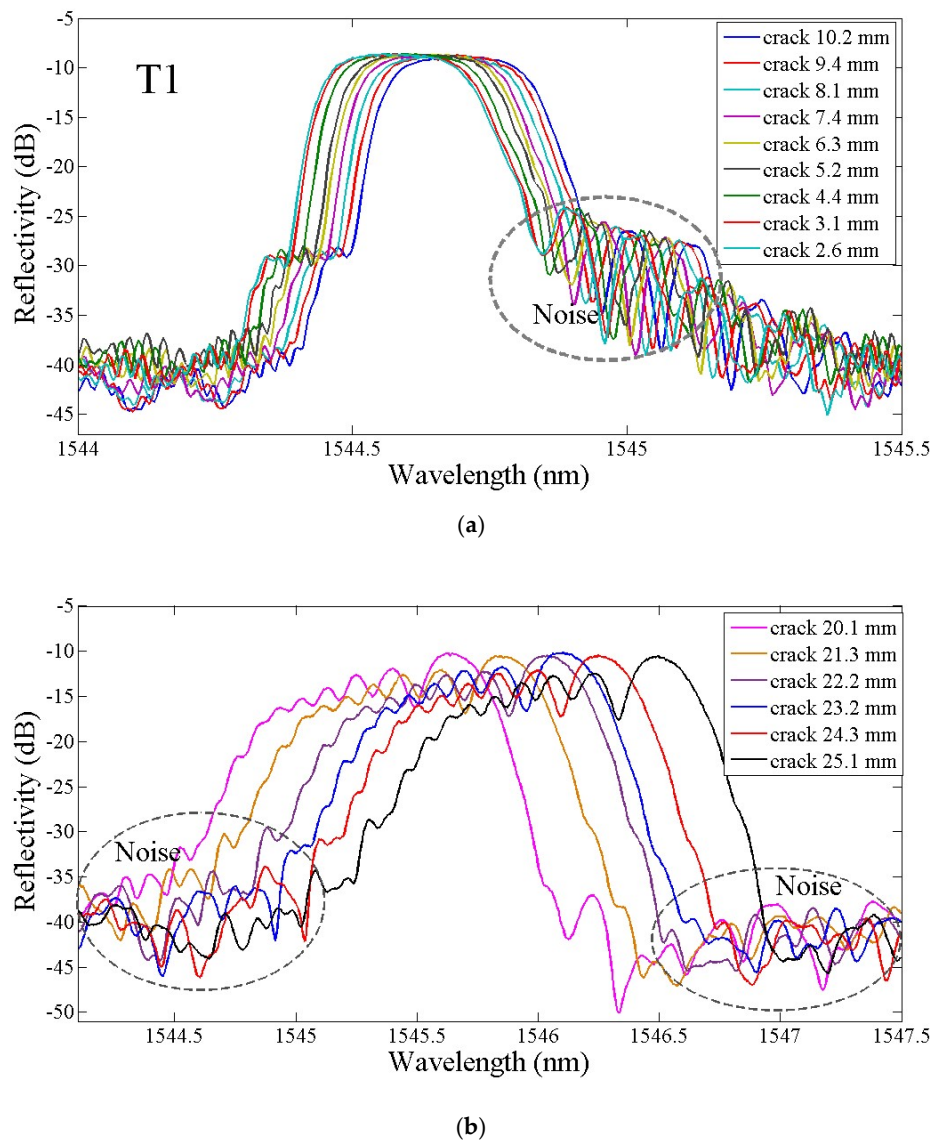 T1
-5
-10
-15
-20
-25
-30
-35
-40
-45
Reflectivity (dB)
crack 10.2 mm
crack 9.4 mm
crack 8.1 mm
crack 7.4 mm
crack 6.3 mm
crack 5.2 mm
crack 4.4 mm
crack 3.1 mm
crack 2.6 mm
Noise
1544 1544.5 1545 1545.5
Wavelength (nm)
(a)
-5
-10
-15
-20
-25
-30
-35
-40
-45
-50
Reflectivity (dB)
crack 20.1 mm
crack 21.3 mm
crack 22.2 mm
crack 23.2 mm
crack 24.3 mm
crack 25.1 mm
Noise
Noise
1544.5 1545 1545.5 1546 1546.5 1547 1547.5
Wavelength (nm)
(b)